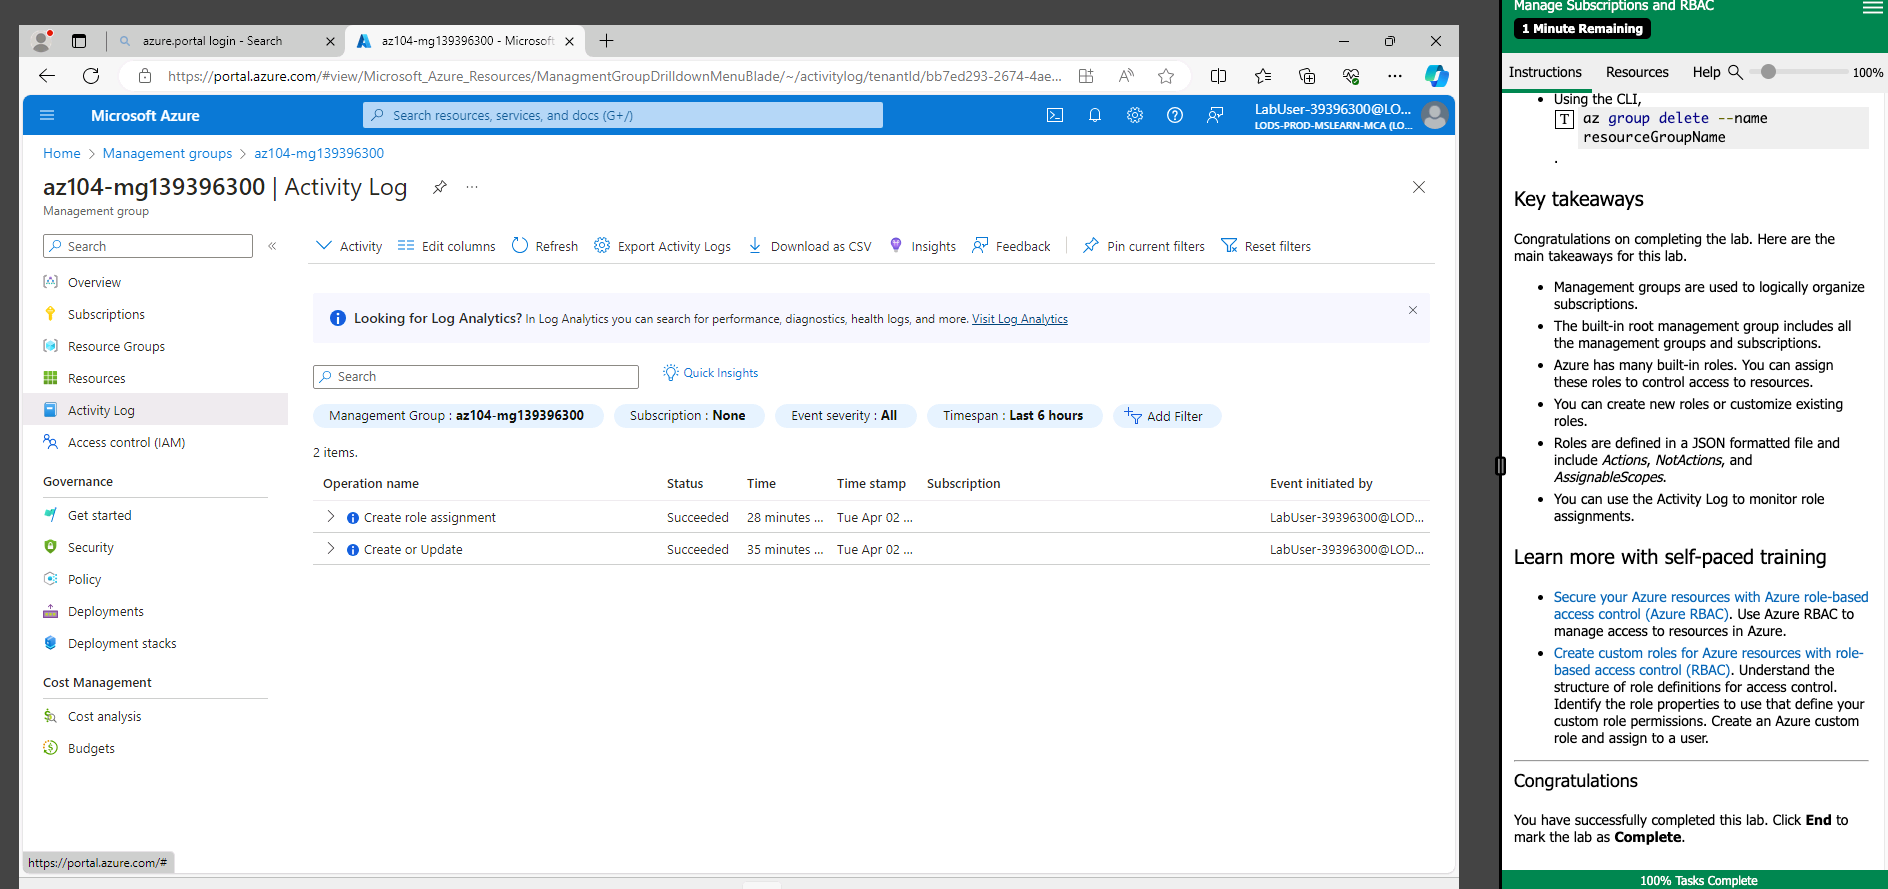 azure.portal login - Search
az104-mg139396300 - Microsoft
https://portal.azure.com/#view/Microsoft_Azure_Resources/ManagmentGroupDrilldownMenuBlade/~/activitylog/tenantId/bb7ed293-2674-4ae...
Microsoft Azure
Search resources, services, and docs (G+/)
LabUser-39396300@LO...
LODS-PROD-MSLEARN-MCA (LO...
Home > Management groups > az104-mg139396300
az104-mg139396300 | Activity Log
Management group
Search
Overview
Subscriptions
Resource Groups
Resources
Activity Log
Access control (IAM)
Governance
Get started
Security
Policy
Deployments
Deployment stacks
Cost Management
Cost analysis
Budgets
https://portal.azure.com/#
Activity Edit columns Refresh Export Activity Logs Download as CSV Insights Feedback Pin current filters Reset filters
Looking for Log Analytics? In Log Analytics you can search for performance, diagnostics, health logs, and more. Visit Log Analytics
Search
Quick Insights
Management Group : az104-mg139396300 Subscription : None Event severity : All Timespan : Last 6 hours Add Filter
2 items.
Operation name Status Time Time stamp Subscription Event initiated by
Create role assignment Succeeded 28 minutes ... Tue Apr 02 ... LabUser-39396300@LOD...
Create or Update Succeeded 35 minutes ... Tue Apr 02 ... LabUser-39396300@LOD...
Manage Subscriptions and RBAC
1 Minute Remaining
Instructions Resources Help 100%
• Using the CLI,
T az group delete --name
resourceGroupName
.
Key takeaways
Congratulations on completing the lab. Here are the
main takeaways for this lab.
• Management groups are used to logically organize
subscriptions.
• The built-in root management group includes all
the management groups and subscriptions.
• Azure has many built-in roles. You can assign
these roles to control access to resources.
• You can create new roles or customize existing
roles.
• Roles are defined in a JSON formatted file and
include Actions, NotActions, and
AssignableScopes.
• You can use the Activity Log to monitor role
assignments.
Learn more with self-paced training
• Secure your Azure resources with Azure role-based
access control (Azure RBAC). Use Azure RBAC to
manage access to resources in Azure.
• Create custom roles for Azure resources with role-
based access control (RBAC). Understand the
structure of role definitions for access control.
Identify the role properties to use that define your
custom role permissions. Create an Azure custom
role and assign to a user.
Congratulations
You have successfully completed this lab. Click End to
mark the lab as Complete.
100% Tasks Complete